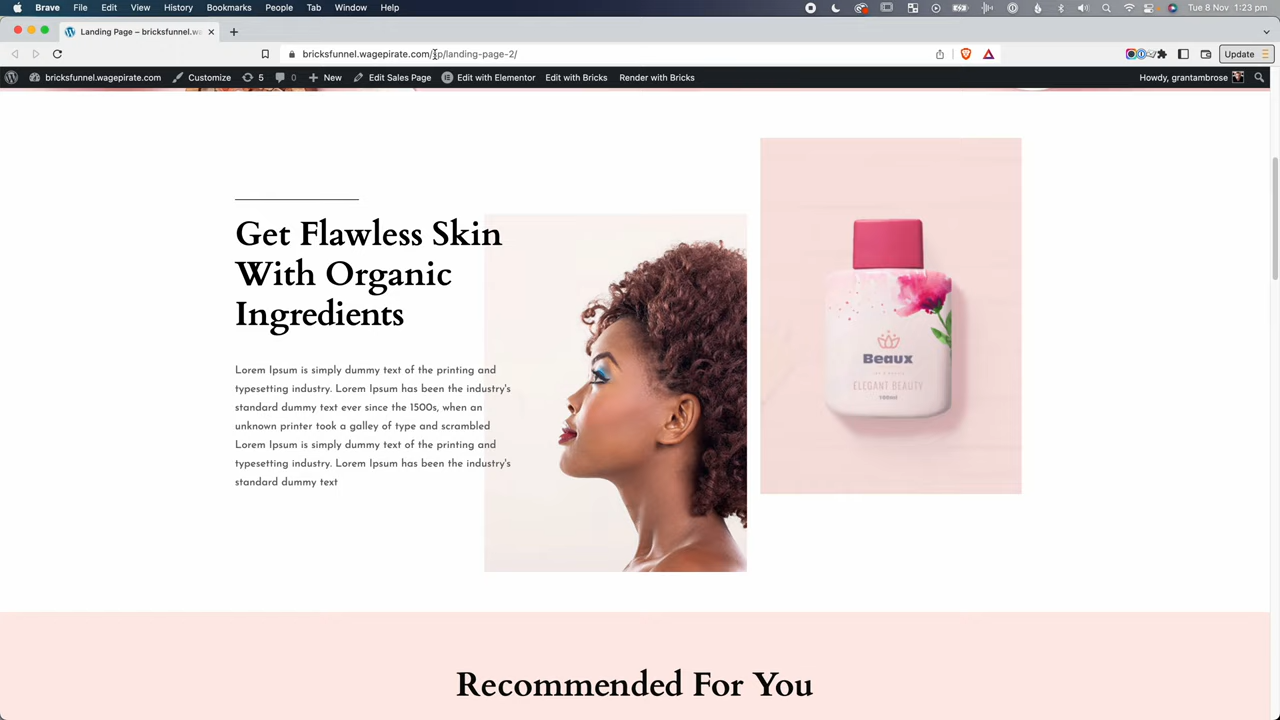 Brave File Edit View History Bookmarks People Tab Window Help Tue 8 Nov 1:23 pm
Landing Page – bricksfunnel.wa
bricksfunnel.wagepirate.com/sp/landing-page-2/ Update
bricksfunnel.wagepirate.com Customize 5 0 New Edit Sales Page Edit with Elementor Edit with Bricks Render with Bricks Howdy, grantambrose
Get Flawless Skin
With Organic
Ingredients
Lorem Ipsum is simply dummy text of the printing and
typesetting industry. Lorem Ipsum has been the industry's
standard dummy text ever since the 1500s, when an
unknown printer took a galley of type and scrambled
Lorem Ipsum is simply dummy text of the printing and
typesetting industry. Lorem Ipsum has been the industry's
standard dummy text
Beaux
ELEGANT BEAUTY
100ml
Recommended For You